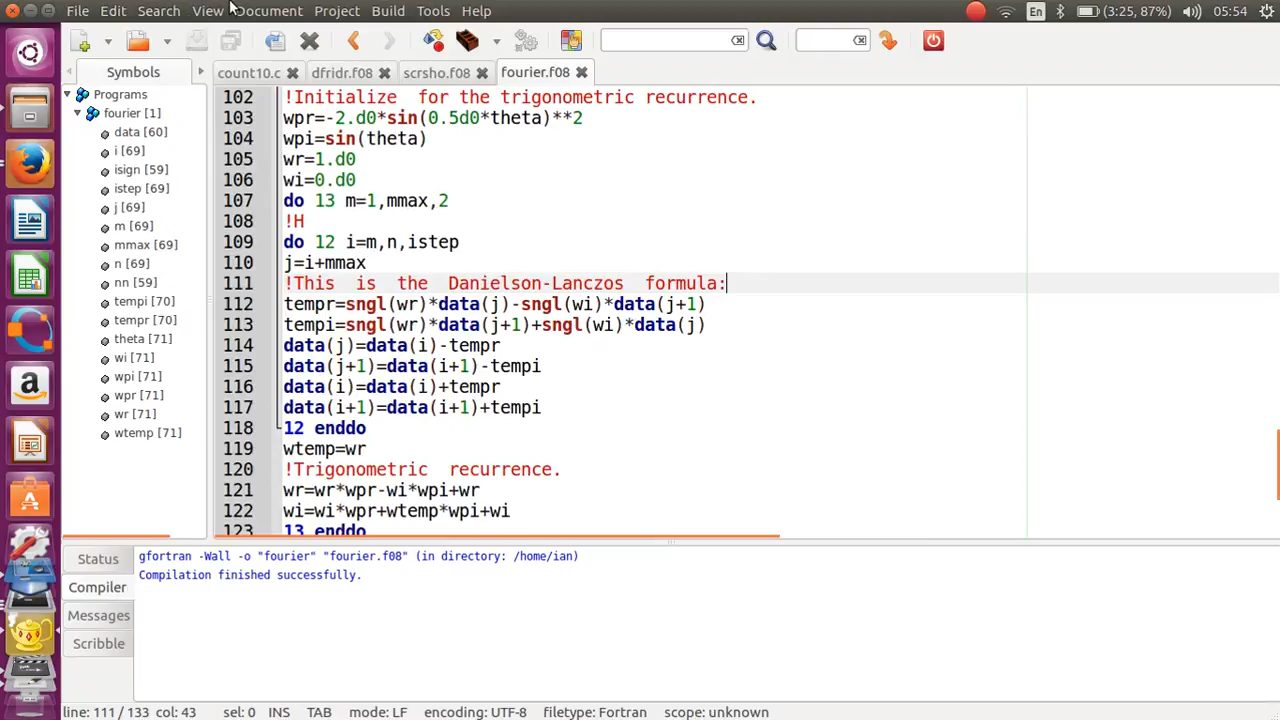 File Edit Search View Document Project Build Tools Help En (3:25, 87%) 05:54
Symbols count10.c dfridr.f08 scrsho.f08 fourier.f08
Programs
fourier [1]
data [60]
i [69]
isign [59]
istep [69]
j [69]
m [69]
mmax [69]
n [69]
nn [59]
tempi [70]
tempr [70]
theta [71]
wi [71]
wpi [71]
wpr [71]
wr [71]
wtemp [71]
102 !Initialize for the trigonometric recurrence.
103 wpr=-2.d0*sin(0.5d0*theta)**2
104 wpi=sin(theta)
105 wr=1.d0
106 wi=0.d0
107 do 13 m=1,mmax,2
108 !H
109 do 12 i=m,n,istep
110 j=i+mmax
111 !This is the Danielson-Lanczos formula:
112 tempr=sngl(wr)*data(j)-sngl(wi)*data(j+1)
113 tempi=sngl(wr)*data(j+1)+sngl(wi)*data(j)
114 data(j)=data(i)-tempr
115 data(j+1)=data(i+1)-tempi
116 data(i)=data(i)+tempr
117 data(i+1)=data(i+1)+tempi
118 12 enddo
119 wtemp=wr
120 !Trigonometric recurrence.
121 wr=wr*wpr-wi*wpi+wr
122 wi=wi*wpr+wtemp*wpi+wi
123 13 enddo
Status
Compiler
Messages
Scribble
gfortran -Wall -o "fourier" "fourier.f08" (in directory: /home/ian)
Compilation finished successfully.
line: 111 / 133 col: 43 sel: 0 INS TAB mode: LF encoding: UTF-8 filetype: Fortran scope: unknown